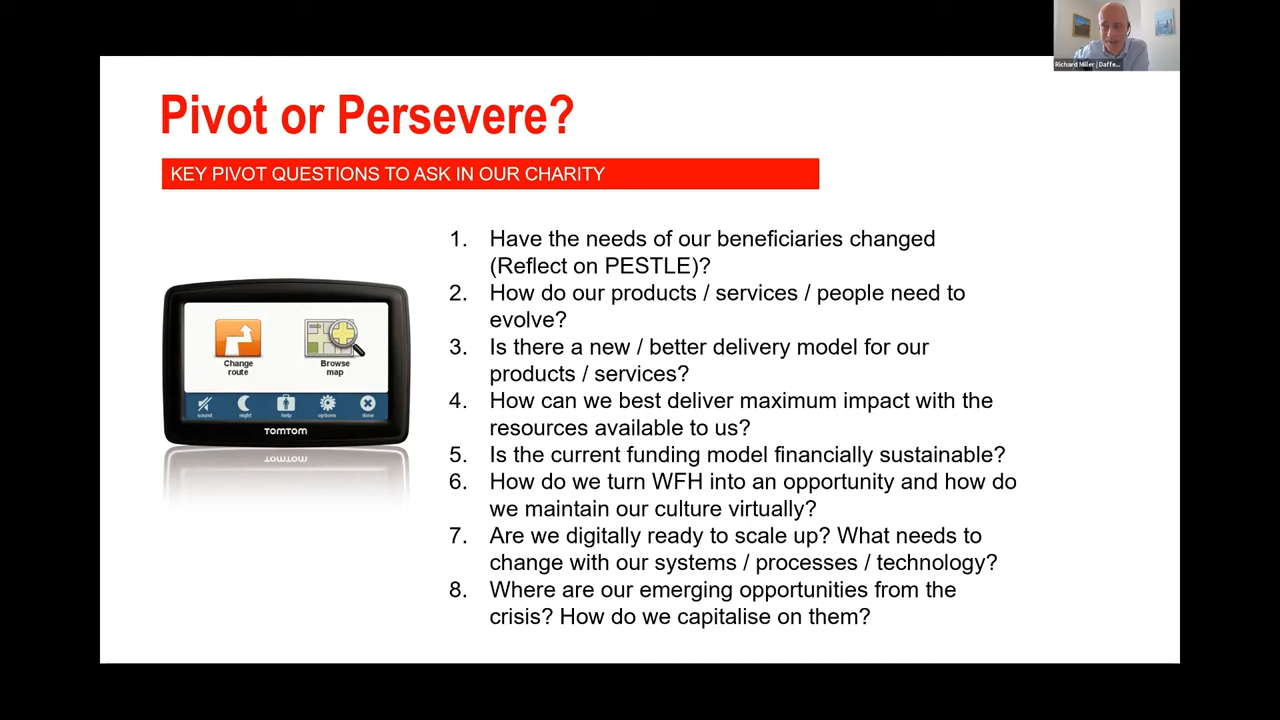 Richard Miller | Daffe...
Pivot or Persevere?
KEY PIVOT QUESTIONS TO ASK IN OUR CHARITY
1. Have the needs of our beneficiaries changed
(Reflect on PESTLE)?
2. How do our products / services / people need to
evolve?
3. Is there a new / better delivery model for our
products / services?
4. How can we best deliver maximum impact with the
resources available to us?
5. Is the current funding model financially sustainable?
6. How do we turn WFH into an opportunity and how do
we maintain our culture virtually?
7. Are we digitally ready to scale up? What needs to
change with our systems / processes / technology?
8. Where are our emerging opportunities from the
crisis? How do we capitalise on them?
Change
route
Browse
map
sound night help options done
TOMTOM